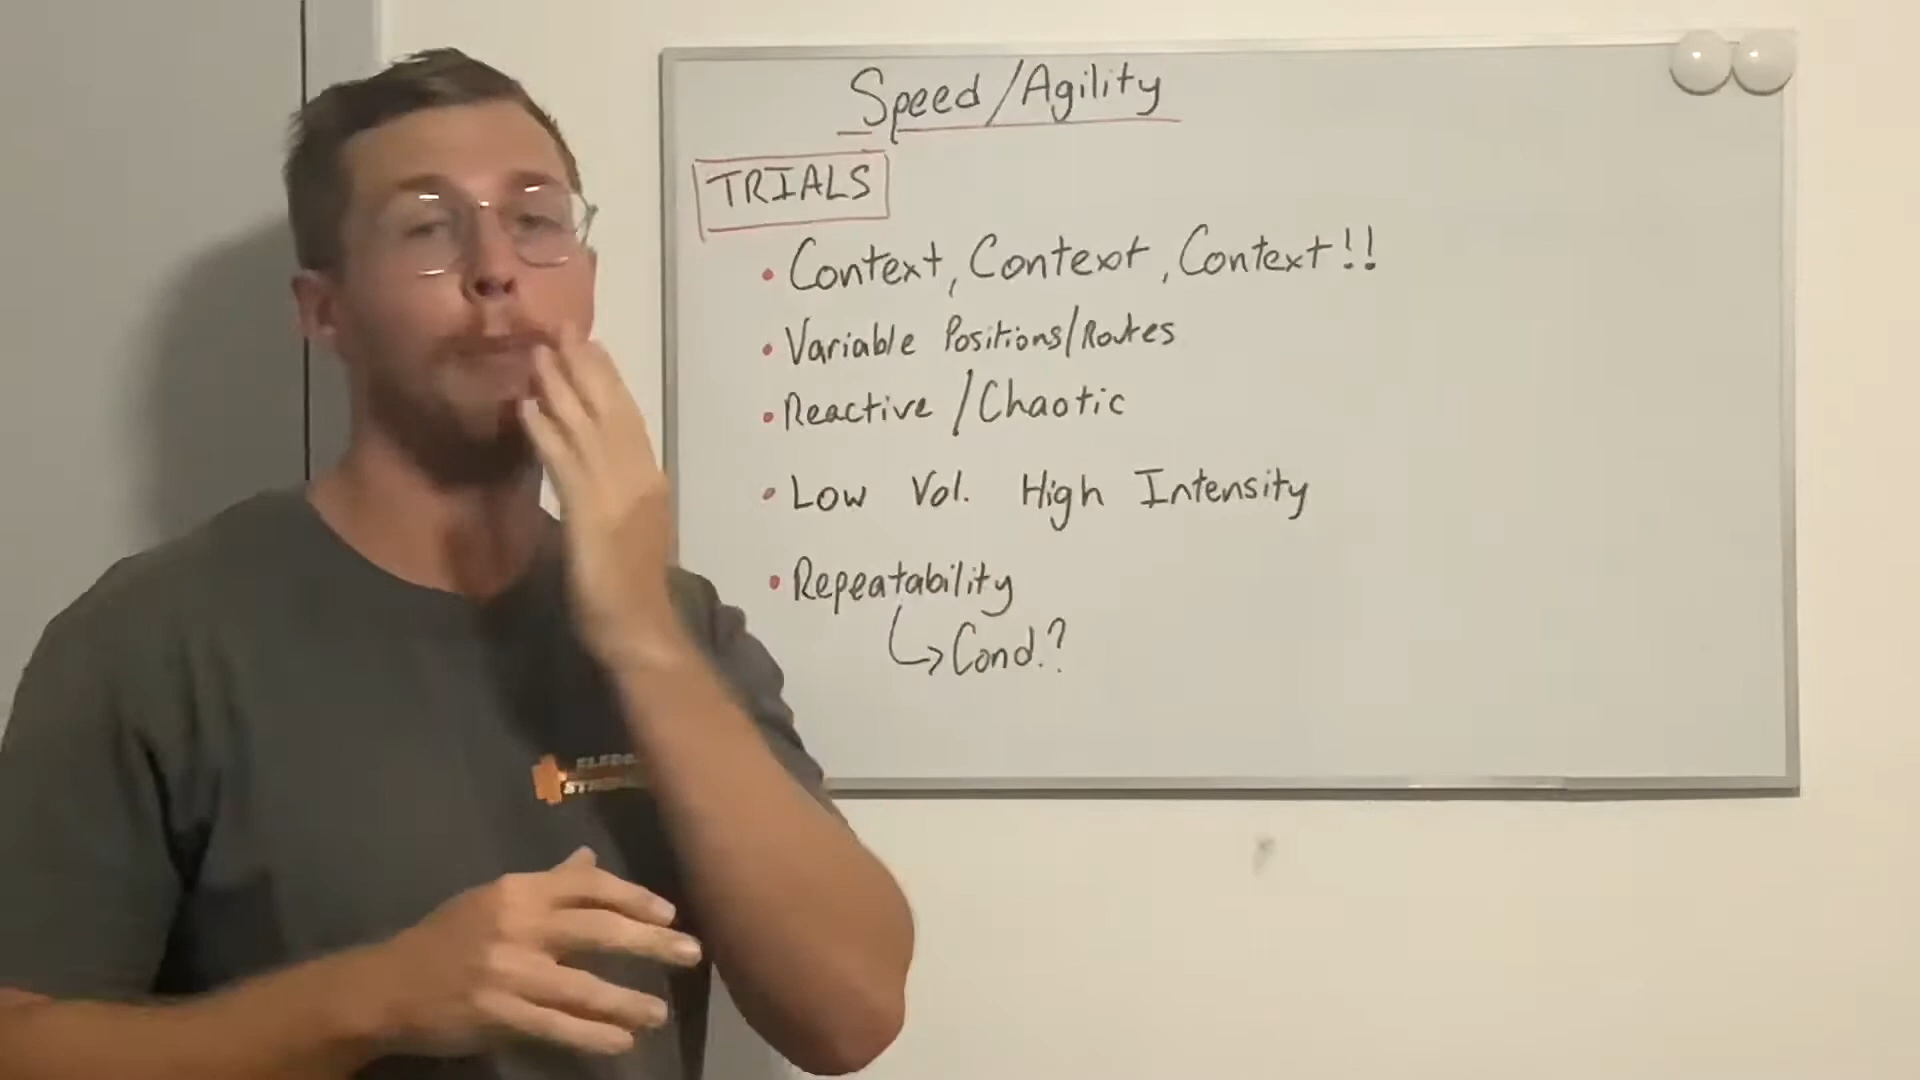 Speed/Agility
TRIALS
• Context, Context, Context!!
• Variable Positions/Routes
• Reactive/Chaotic
• Low Vol. High Intensity
• Repeatability
↳ Cond.?